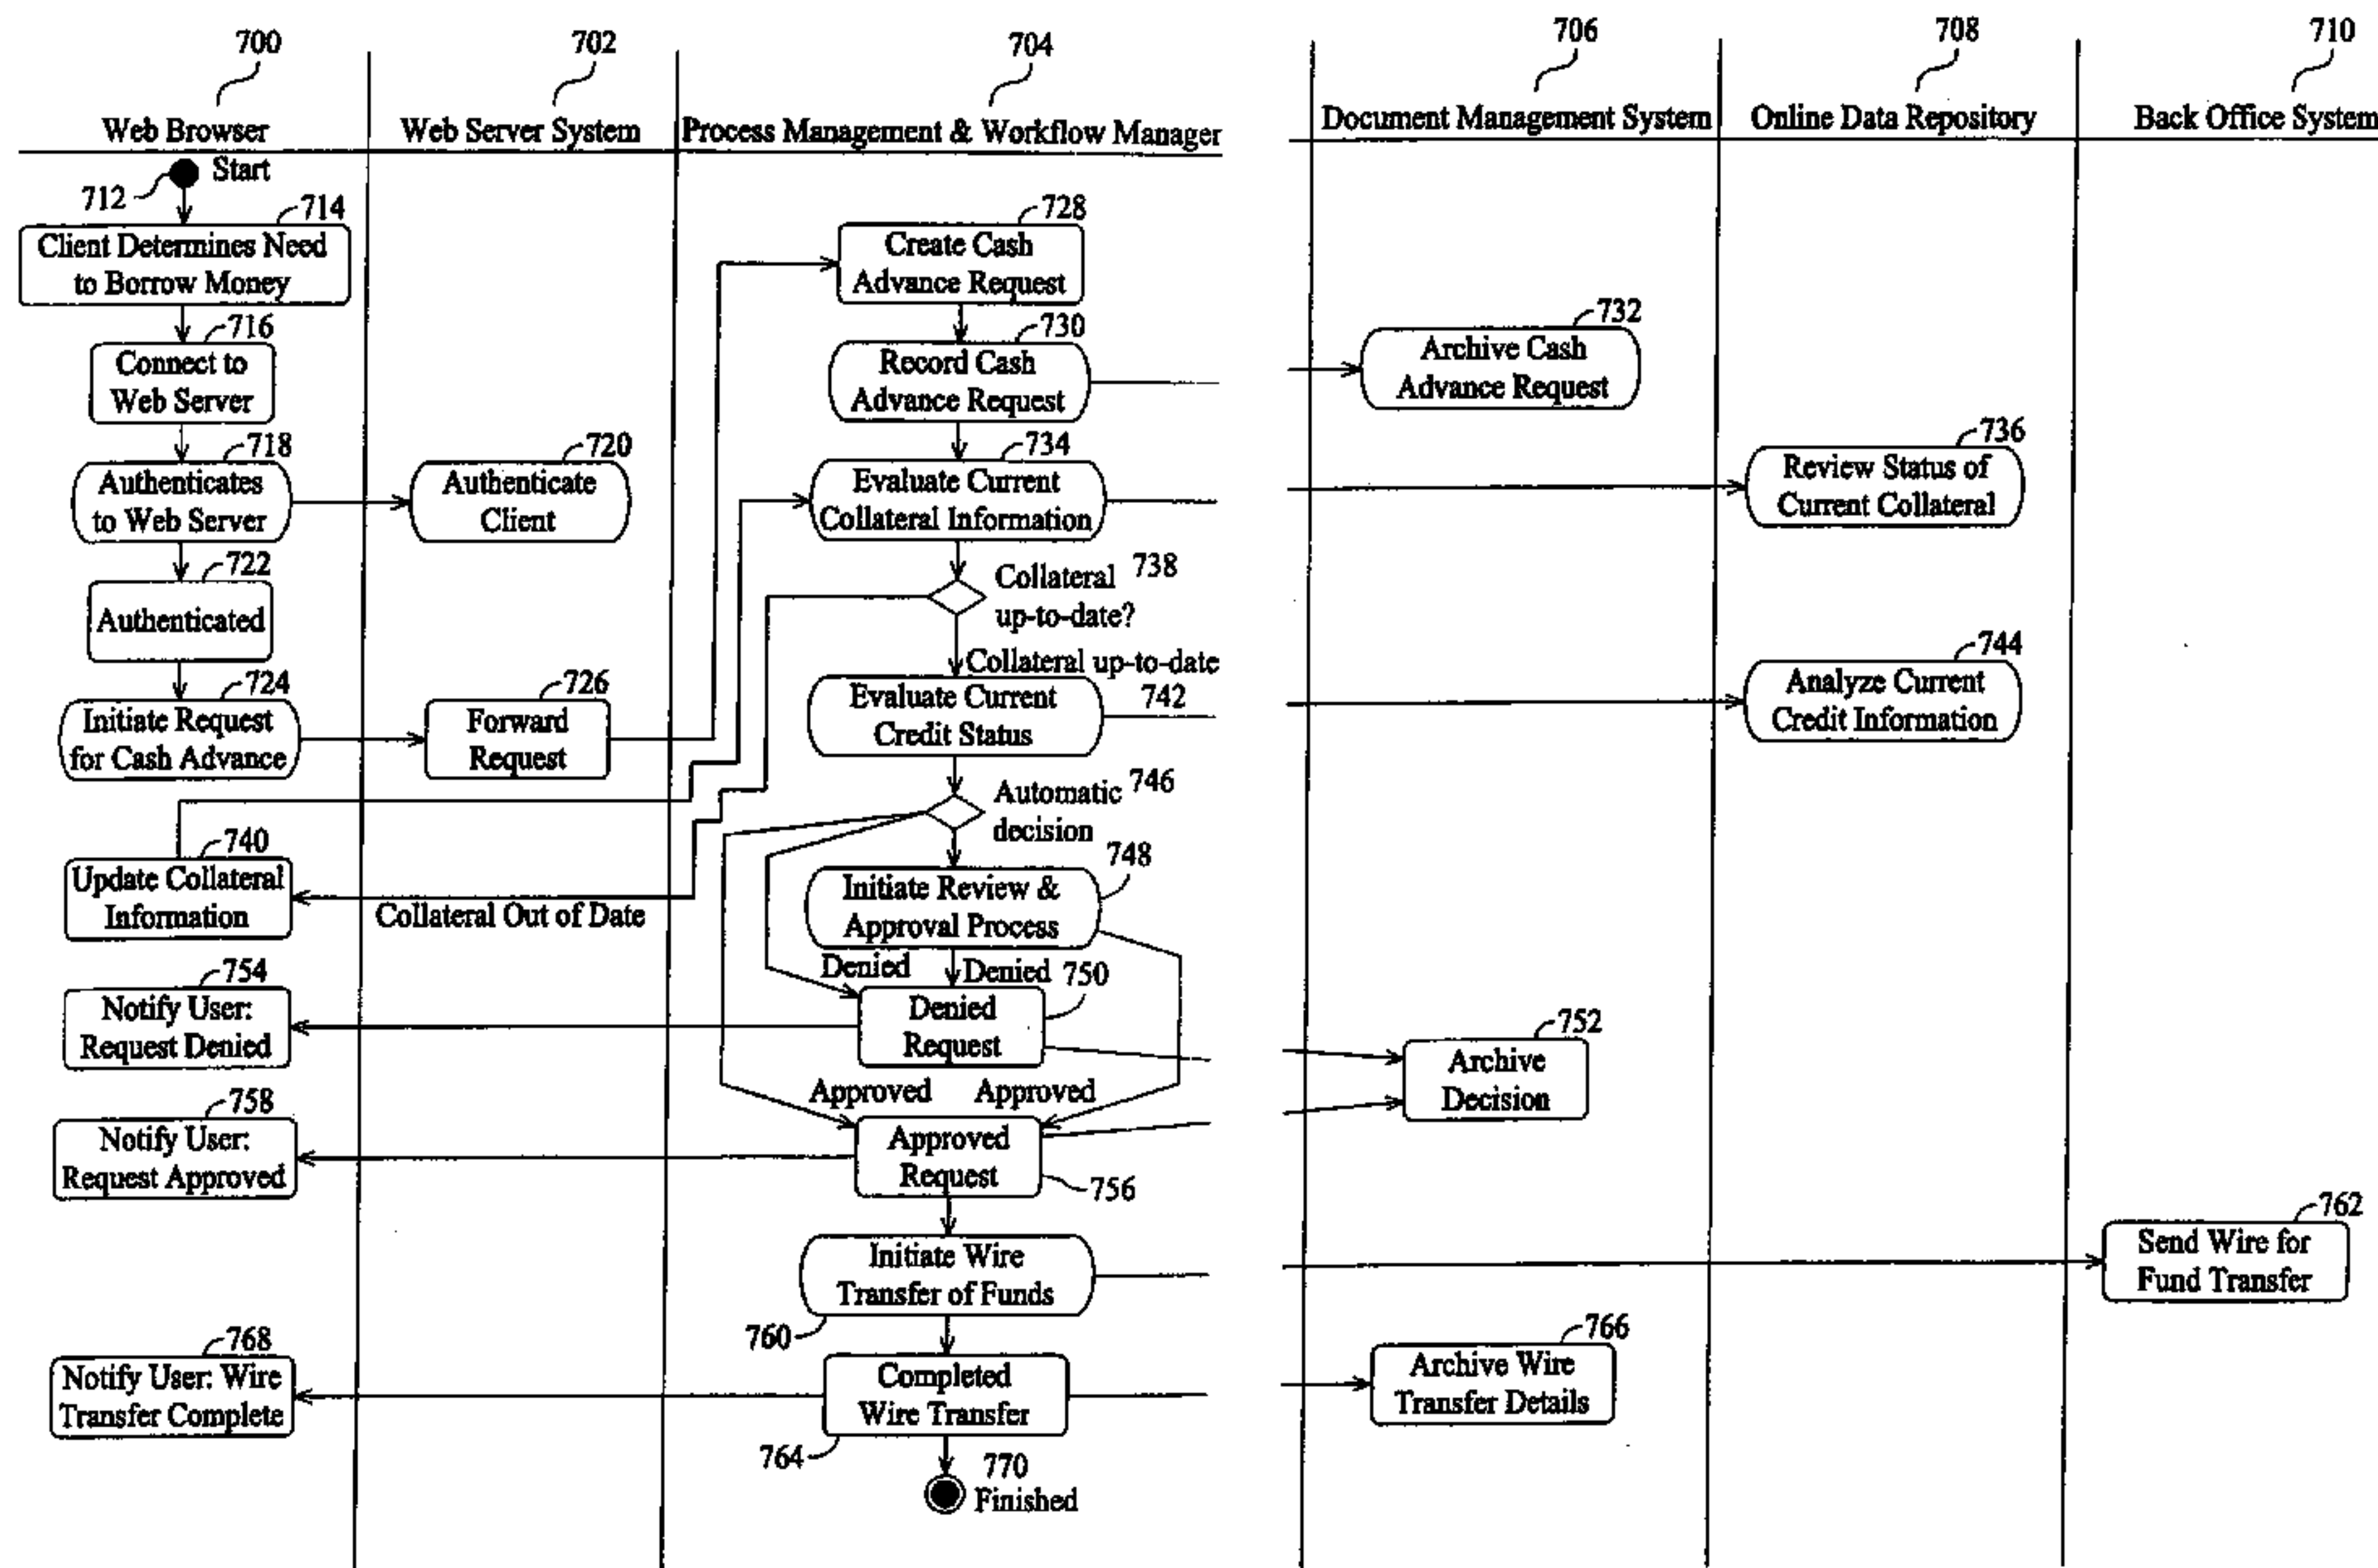 700
702
704
706
708
710
Web Browser
Web Server System
Process Management & Workflow Manager
Document Management System
Online Data Repository
Back Office System
712
Start
714
Client Determines Need
to Borrow Money
716
Connect to
Web Server
718
Authenticates
to Web Server
720
Authenticate
Client
722
Authenticated
724
Initiate Request
for Cash Advance
726
Forward
Request
728
Create Cash
Advance Request
730
Record Cash
Advance Request
732
Archive Cash
Advance Request
734
Evaluate Current
Collateral Information
736
Review Status of
Current Collateral
Collateral 738
up-to-date?
Collateral up-to-date
740
Update Collateral
Information
Collateral Out of Date
Evaluate Current
Credit Status
742
744
Analyze Current
Credit Information
Automatic 746
decision
748
Initiate Review &
Approval Process
Denied
Denied
750
Denied
Request
752
Archive
Decision
754
Notify User:
Request Denied
Approved
Approved
Approved
Request
756
758
Notify User:
Request Approved
Initiate Wire
Transfer of Funds
760
762
Send Wire for
Fund Transfer
Completed
Wire Transfer
764
766
Archive Wire
Transfer Details
768
Notify User: Wire
Transfer Complete
770
Finished